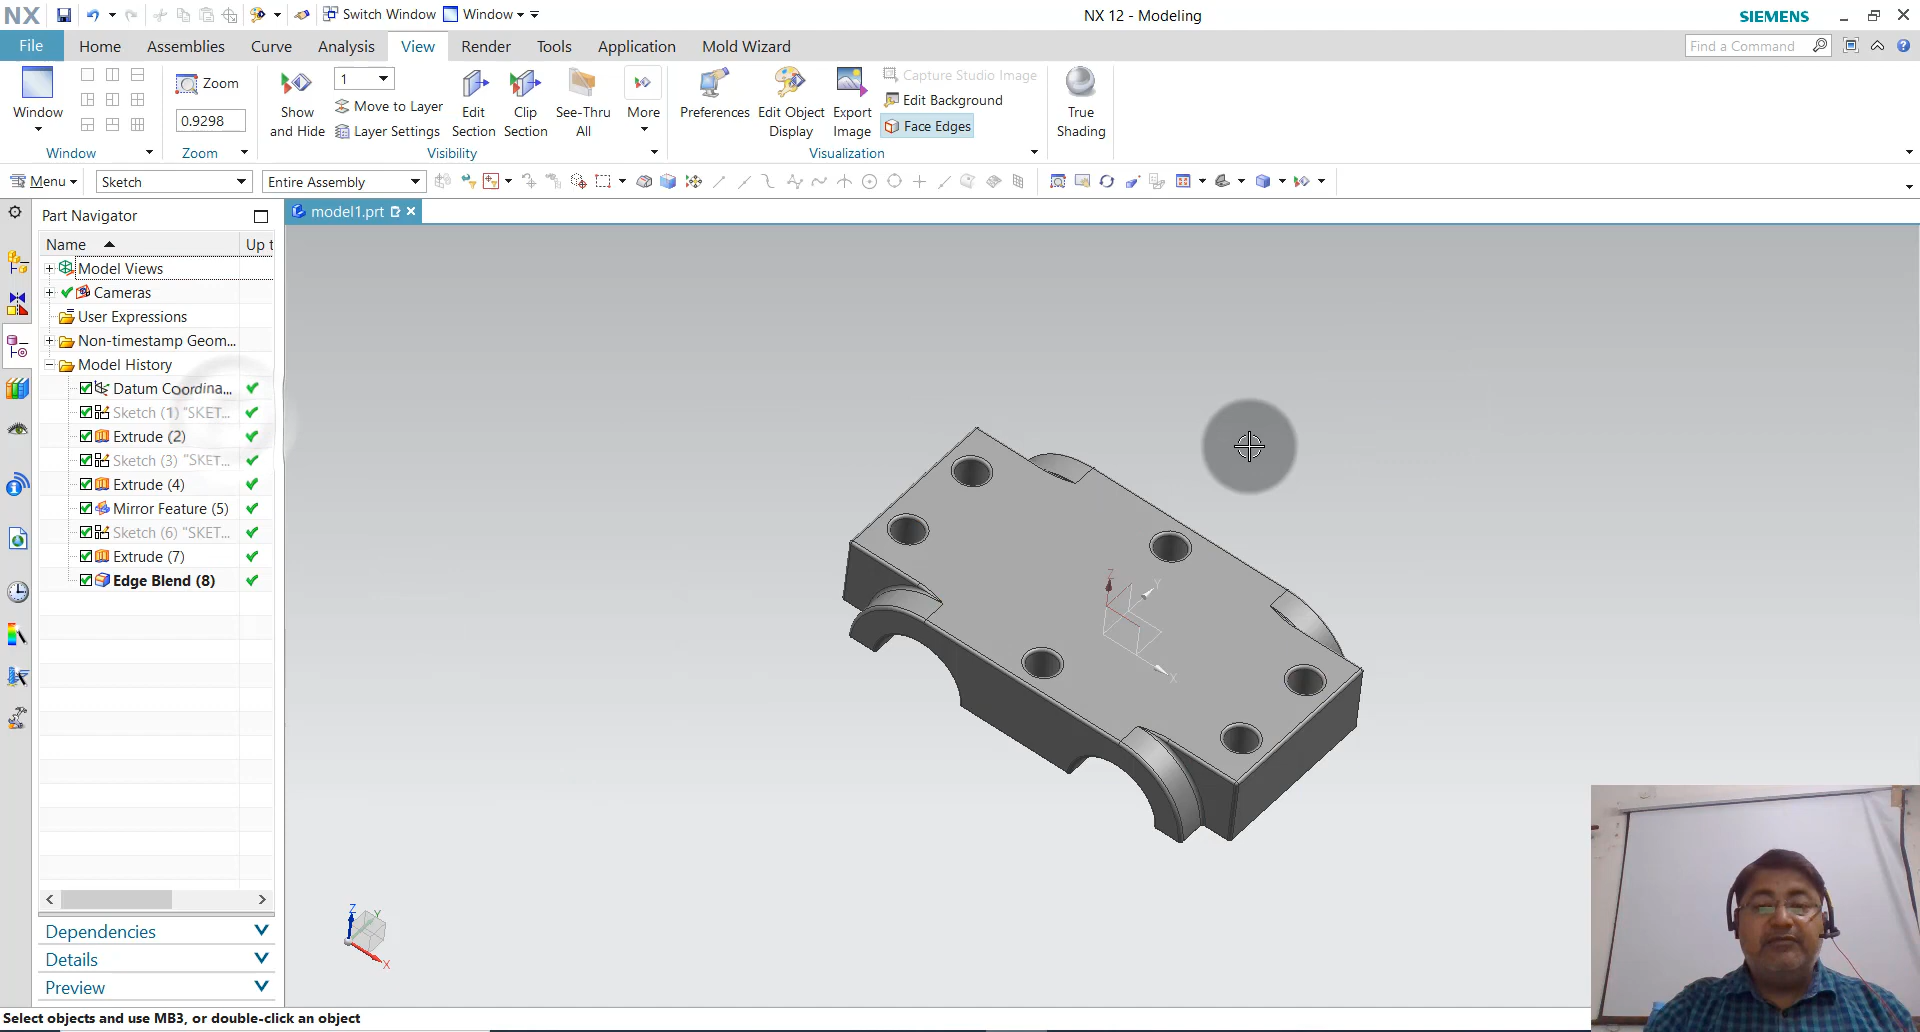 NX Switch Window Window NX 12 - Modeling SIEMENS
File Home Assemblies Curve Analysis View Render Tools Application Mold Wizard Find a Command
Window
Zoom
0.9298
Show
and Hide
1
Move to Layer
Layer Settings
Edit
Section
Clip
Section
See-Thru
All
More
Preferences
Edit Object
Display
Export
Image
Capture Studio Image
Edit Background
Face Edges
True
Shading
Window Zoom Visibility Visualization
Menu Sketch Entire Assembly
Part Navigator
model1.prt
Name Up t
Model Views
Cameras
User Expressions
Non-timestamp Geom...
Model History
Datum Coordina...
Sketch (1) "SKET...
Extrude (2)
Sketch (3) "SKET...
Extrude (4)
Mirror Feature (5)
Sketch (6) "SKET...
Extrude (7)
Edge Blend (8)
Z
Y
X
Z
Y
X
Dependencies
Details
Preview
Select objects and use MB3, or double-click an object